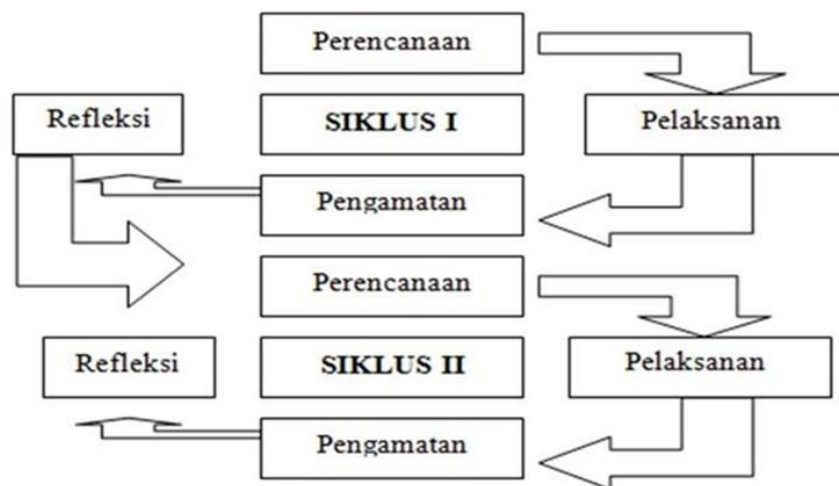 Perencanaan
Refleksi
SIKLUS I
Pelaksanan
Pengamatan
Perencanaan
Refleksi
SIKLUS II
Pelaksanan
Pengamatan